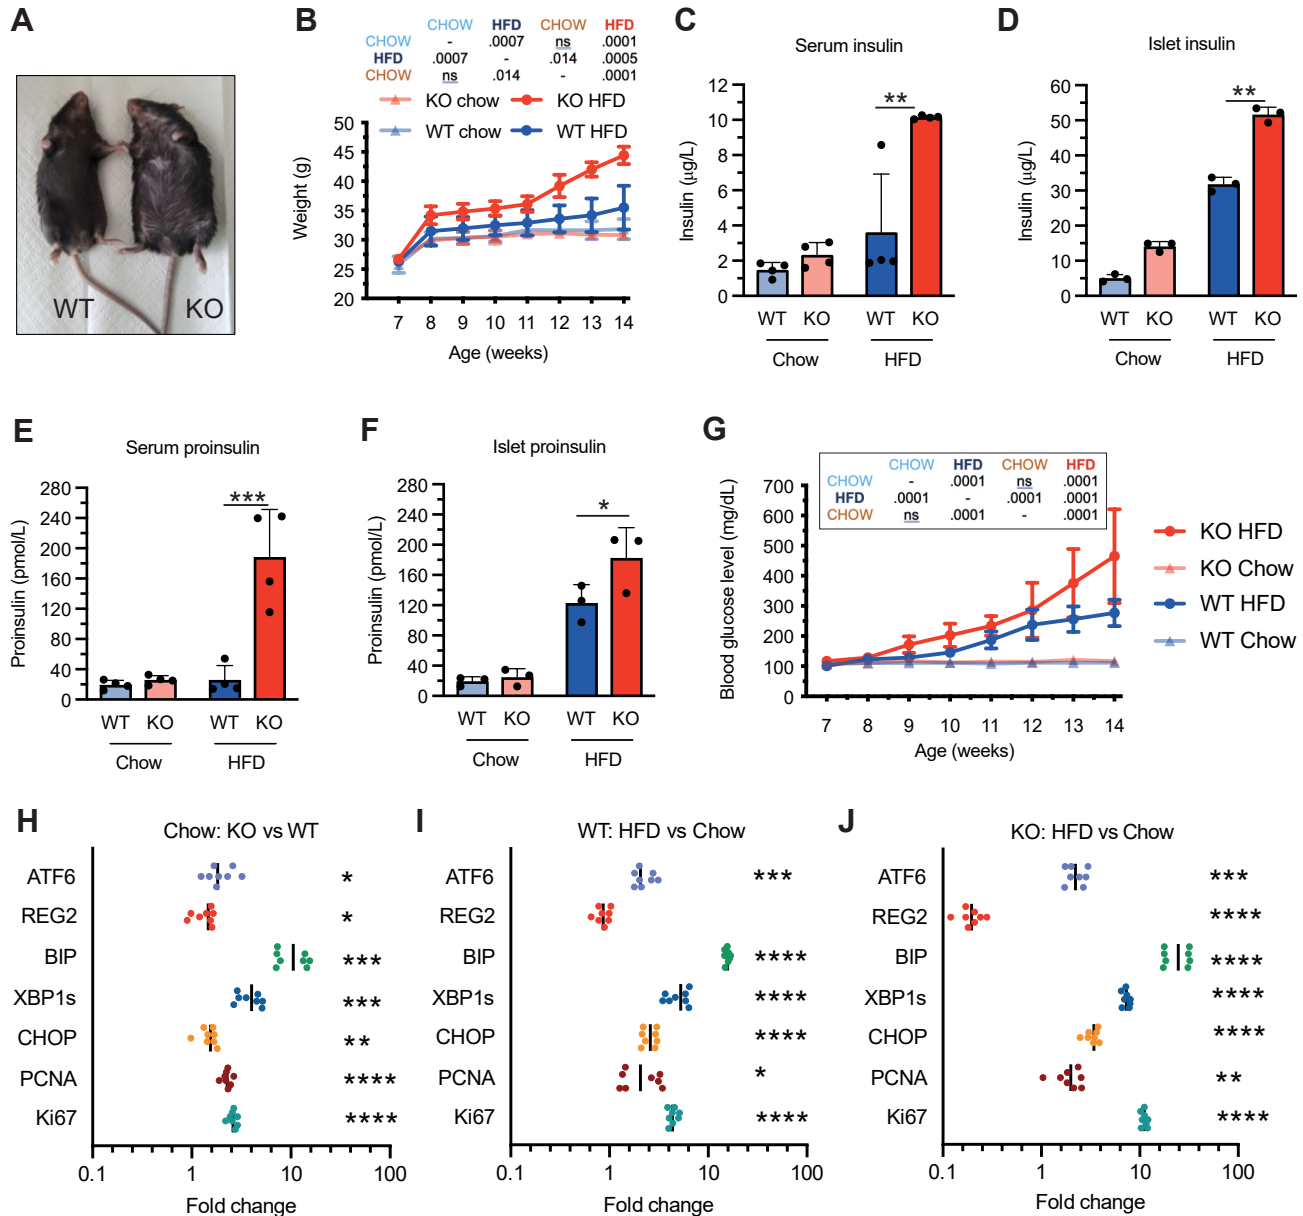 A
WT
KO
B
CHOW HFD CHOW HFD
CHOW - .0007 ns .0001
HFD .0007 - .014 .0005
CHOW ns .014 - .0001
KO chow KO HFD
WT chow WT HFD
Weight (g)
50
45
40
35
30
25
20
7 8 9 10 11 12 13 14
Age (weeks)
C
Serum insulin
Insulin (µg/L)
12
10
8
6
4
2
0
**
WT KO WT KO
Chow HFD
D
Islet insulin
Insulin (µg/L)
60
50
40
30
20
10
0
**
WT KO WT KO
Chow HFD
E
Serum proinsulin
Proinsulin (pmol/L)
280
240
200
160
120
80
40
0
***
WT KO WT KO
Chow HFD
F
Islet proinsulin
Proinsulin (pmol/L)
280
240
200
160
120
80
40
0
*
WT KO WT KO
Chow HFD
G
CHOW HFD CHOW HFD
CHOW - .0001 ns .0001
HFD .0001 - .0001 .0001
CHOW ns .0001 - .0001
Blood glucose level (mg/dL)
700
600
500
400
300
200
100
0
7 8 9 10 11 12 13 14
Age (weeks)
KO HFD
KO Chow
WT HFD
WT Chow
H
Chow: KO vs WT
ATF6 *
REG2 *
BIP ***
XBP1s ***
CHOP **
PCNA ****
Ki67 ****
0.1 1 10 100
Fold change
I
WT: HFD vs Chow
ATF6 ***
REG2
BIP ****
XBP1s ****
CHOP ****
PCNA *
Ki67 ****
0.1 1 10 100
Fold change
J
KO: HFD vs Chow
ATF6 ***
REG2 ****
BIP ****
XBP1s ****
CHOP ****
PCNA **
Ki67 ****
0.1 1 10 100
Fold change